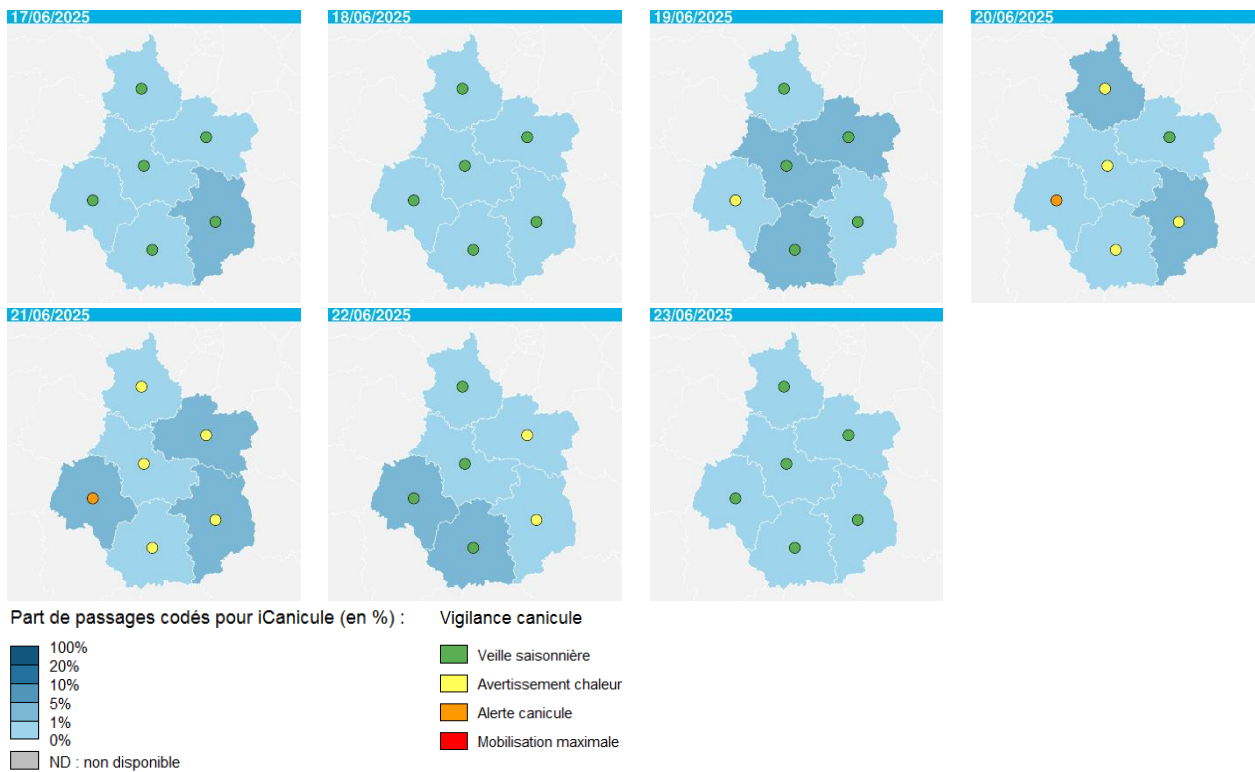 17/06/2025
18/06/2025
19/06/2025
20/06/2025
21/06/2025
22/06/2025
23/06/2025
Part de passages codés pour iCanicule (en %) :
100%
20%
10%
5%
1%
0%
ND : non disponible
Vigilance canicule
Veille saisonnière
Avertissement chaleur
Alerte canicule
Mobilisation maximale